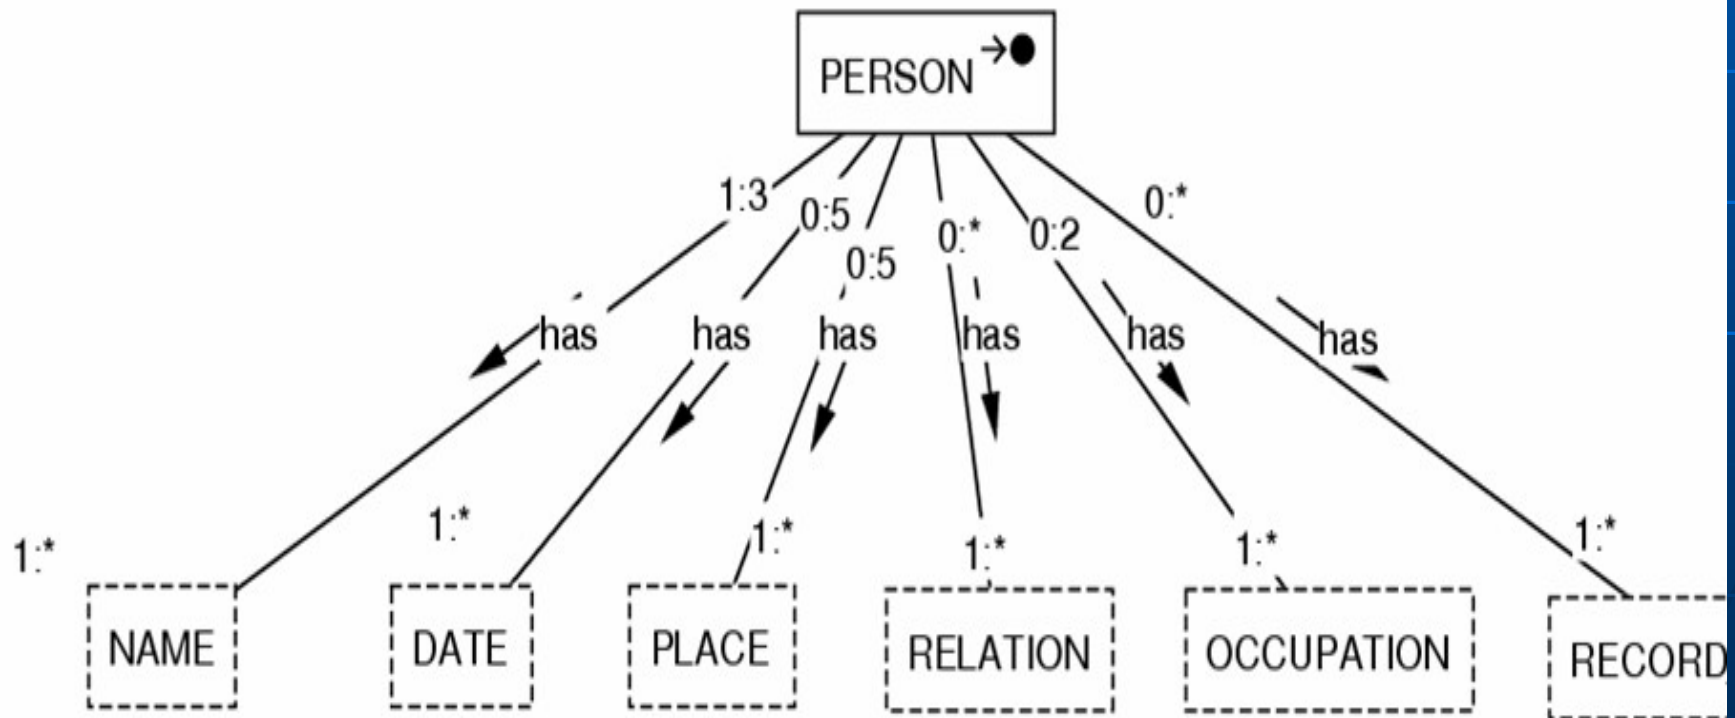 PERSON
1:3
0:5
0:5
0:*
0:2
0:*
has
has
has
has
has
has
1:*
1:*
1:*
1:*
1:*
1:*
NAME
DATE
PLACE
RELATION
OCCUPATION
RECORD